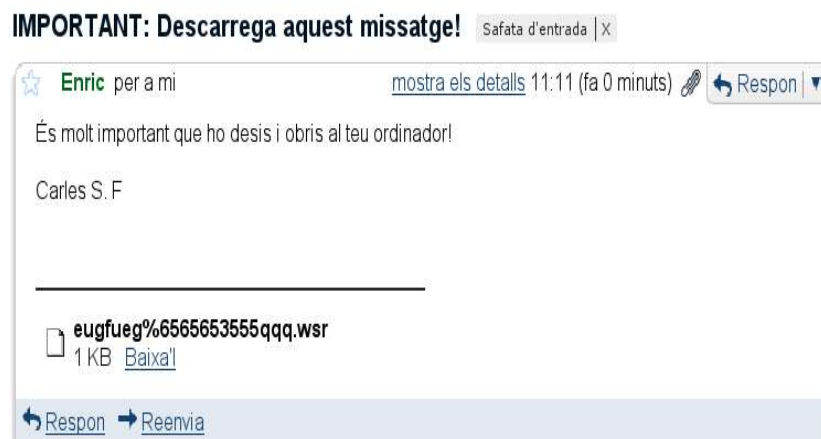 IMPORTANT: Descarrega aquest missatge! Safata d'entrada | X
Enric per a mi mostra els detalls 11:11 (fa 0 minuts) Respon
És molt important que ho desis i obris al teu ordinador!
Carles S. F
eugfueg%6565653555qqq.wsr
1 KB Baixa'l
Respon Reenvia